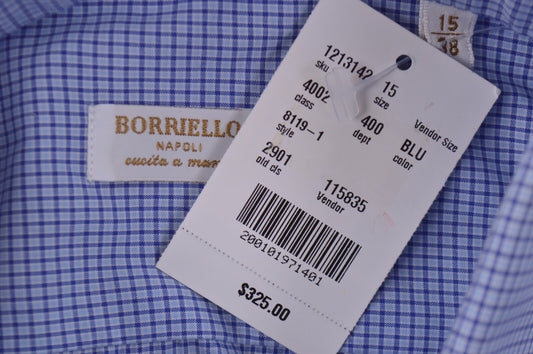 15
38
BORRIELLO
NAPOLI
cucita a
1213142 15
sku size Vendor Size
4002 400 BLU
class dept color
8119-1
style
2901 115835
old cls Vendor
200101971401
$325.00